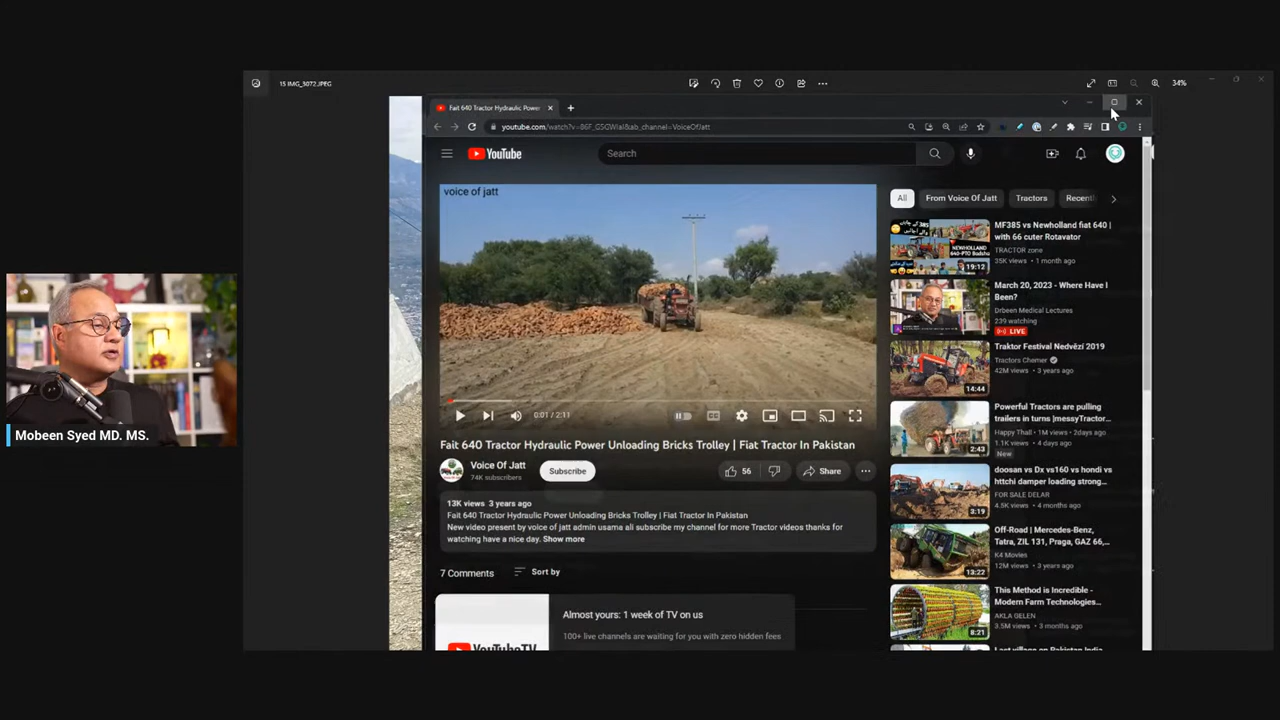 15 IMG_3072.JPEG
34%
Fait 640 Tractor Hydraulic Power
youtube.com/watch?v=86F_G5GWIaI&ab_channel=VoiceOfJatt
YouTube
Search
voice of jatt
0:01 / 2:11
Fait 640 Tractor Hydraulic Power Unloading Bricks Trolley | Fiat Tractor In Pakistan
Voice Of Jatt
74K subscribers
Subscribe
56
Share
13K views 3 years ago
Fait 640 Tractor Hydraulic Power Unloading Bricks Trolley | Fiat Tractor In Pakistan
New video present by voice of jatt admin usama ali subscribe my channel for more Tractor videos thanks for
watching have a nice day. Show more
7 Comments
Sort by
Almost yours: 1 week of TV on us
100+ live channels are waiting for you with zero hidden fees
YouTubeTV
All
From Voice Of Jatt
Tractors
Recent
MF385 vs Newholland fiat 640 |
with 66 cuter Rotavator
TRACTOR zone
35K views • 1 month ago
19:12
March 20, 2023 - Where Have I
Been?
Drbeen Medical Lectures
239 watching
LIVE
Traktor Festival Nedvězí 2019
Tractors Chemer
42M views • 3 years ago
14:44
Powerful Tractors are pulling
trailers in turns |messyTractor...
Happy Thall • 1M views • 2days ago
1.1K views • 4 days ago
New
2:43
doosan vs Dx vs160 vs hondi vs
httchi damper loading strong...
FOR SALE DELAR
4.5K views • 4 months ago
3:19
Off-Road | Mercedes-Benz,
Tatra, ZIL 131, Praga, GAZ 66,...
K4 Movies
12M views • 3 years ago
13:22
This Method is Incredible -
Modern Farm Technologies...
AKLA GELEN
3.5M views • 3 months ago
8:21
Last village on Pakistan India
Mobeen Syed MD. MS.